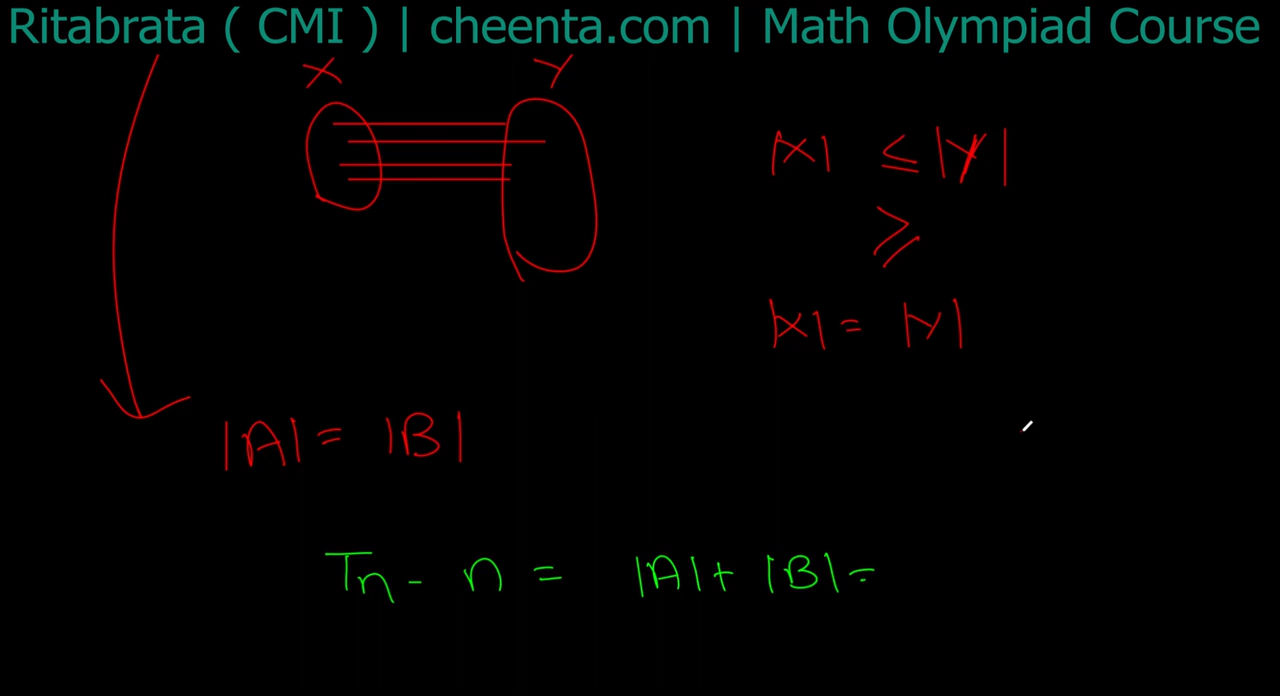 Ritabrata ( CMI ) | cheenta.com | Math Olympiad Course
X Y
|X| ≤ |Y|
≥
|X| = |Y|
|A| = |B|
Tn - n = |A| + |B| =